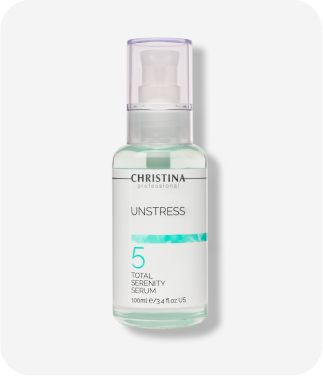 CHRISTINA
professional
UNSTRESS
5
TOTAL
SERENITY
SERUM
100ml e/3.4 fl.oz US